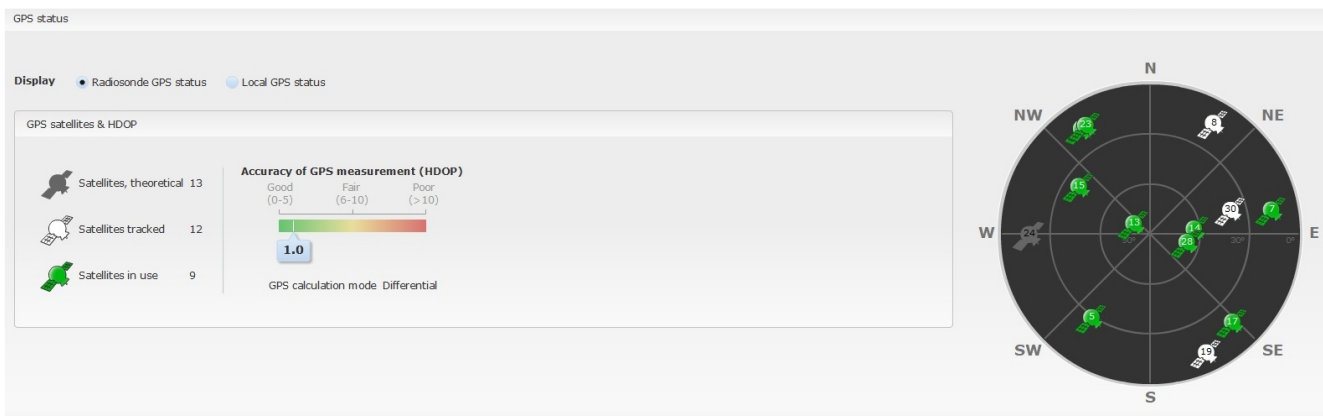 GPS status
Display Radiosonde GPS status Local GPS status
GPS satellites & HDOP
Satellites, theoretical 13
Satellites tracked 12
Satellites in use 9
Accuracy of GPS measurement (HDOP)
Good Fair Poor
(0-5) (6-10) (>10)
1.0
GPS calculation mode Differential
N
NW NE
23 8
15
30 7
13
14
W 24 E
28 30° 0°
5 17
19
SW SE
S